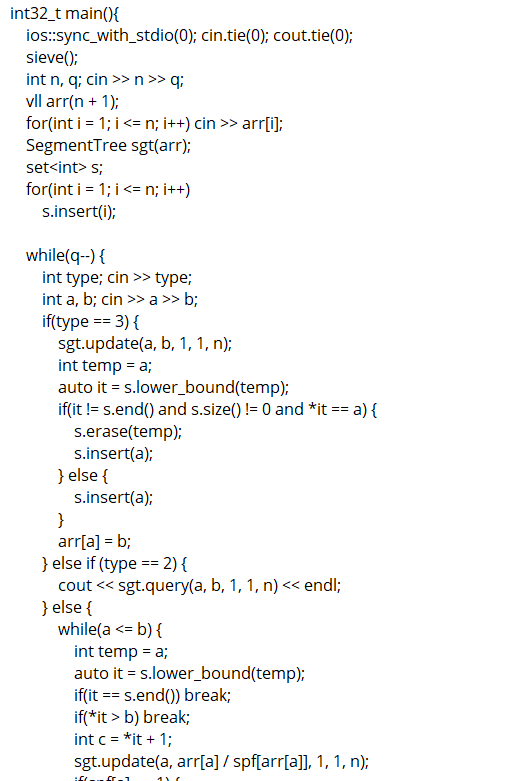 int32_t main(){
ios::sync_with_stdio(0); cin.tie(0); cout.tie(0);
sieve();
int n, q; cin >> n >> q;
vll arr(n + 1);
for(int i = 1; i <= n; i++) cin >> arr[i];
SegmentTree sgt(arr);
set<int> s;
for(int i = 1; i <= n; i++)
s.insert(i);
while(q--) {
int type; cin >> type;
int a, b; cin >> a >> b;
if(type == 3) {
sgt.update(a, b, 1, 1, n);
int temp = a;
auto it = s.lower_bound(temp);
if(it != s.end() and s.size() != 0 and *it == a) {
s.erase(temp);
s.insert(a);
} else {
s.insert(a);
}
arr[a] = b;
} else if (type == 2) {
cout << sgt.query(a, b, 1, 1, n) << endl;
} else {
while(a <= b) {
int temp = a;
auto it = s.lower_bound(temp);
if(it == s.end()) break;
if(*it > b) break;
int c = *it + 1;
sgt.update(a, arr[a] / spf[arr[a]], 1, 1, n);